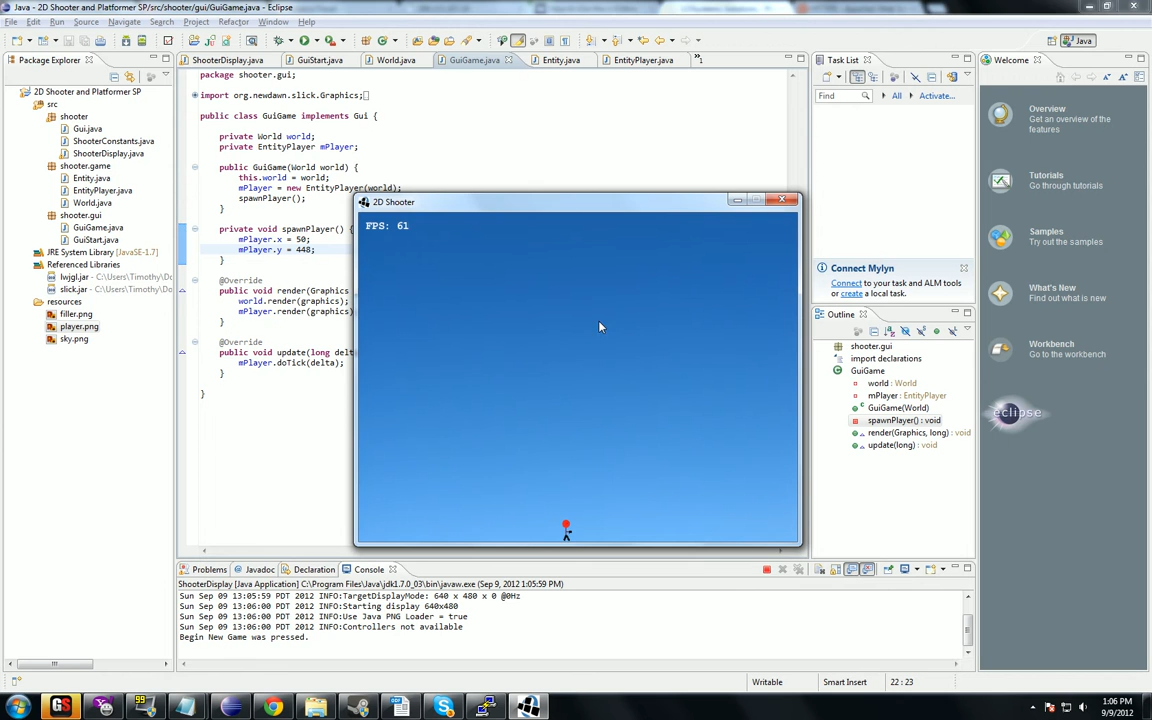 Java - 2D Shooter and Platformer SP/src/shooter/gui/GuiGame.java - Eclipse
File Edit Run Source Navigate Search Project Refactor Window Help
Java
Package Explorer
2D Shooter and Platformer SP
src
shooter
Gui.java
ShooterConstants.java
ShooterDisplay.java
shooter.game
Entity.java
EntityPlayer.java
World.java
shooter.gui
GuiGame.java
GuiStart.java
JRE System Library [JavaSE-1.7]
Referenced Libraries
lwjgl.jar - C:\Users\Timothy\Do
slick.jar - C:\Users\Timothy\Do
resources
filler.png
player.png
sky.png
ShooterDisplay.java GuiStart.java World.java GuiGame.java Entity.java EntityPlayer.java »1
package shooter.gui;
import org.newdawn.slick.Graphics;
public class GuiGame implements Gui {
private World world;
private EntityPlayer mPlayer;
public GuiGame(World world) {
this.world = world;
mPlayer = new EntityPlayer(world);
spawnPlayer();
}
private void spawnPlayer() {
mPlayer.x = 50;
mPlayer.y = 448;
}
@Override
public void render(Graphics
world.render(graphics);
mPlayer.render(graphics)
}
@Override
public void update(long delt
mPlayer.doTick(delta);
}
}
2D Shooter
FPS: 61
Task List
Find All Activate...
Connect Mylyn
Connect to your task and ALM tools
or create a local task.
Outline
shooter.gui
import declarations
GuiGame
world : World
mPlayer : EntityPlayer
GuiGame(World)
spawnPlayer() : void
render(Graphics, long) : void
update(long) : void
Welcome
Overview
Get an overview of the
features
Tutorials
Go through tutorials
Samples
Try out the samples
What's New
Find out what is new
Workbench
Go to the workbench
eclipse
Problems Javadoc Declaration Console
ShooterDisplay [Java Application] C:\Program Files\Java\jdk1.7.0_03\bin\javaw.exe (Sep 9, 2012 1:05:59 PM)
Sun Sep 09 13:05:59 PDT 2012 INFO:TargetDisplayMode: 640 x 480 x 0 @0Hz
Sun Sep 09 13:06:00 PDT 2012 INFO:Starting display 640x480
Sun Sep 09 13:06:00 PDT 2012 INFO:Use Java PNG Loader = true
Sun Sep 09 13:06:00 PDT 2012 INFO:Controllers not available
Begin New Game was pressed.
Writable Smart Insert 22 : 23
GS
99
1:06 PM
9/9/2012